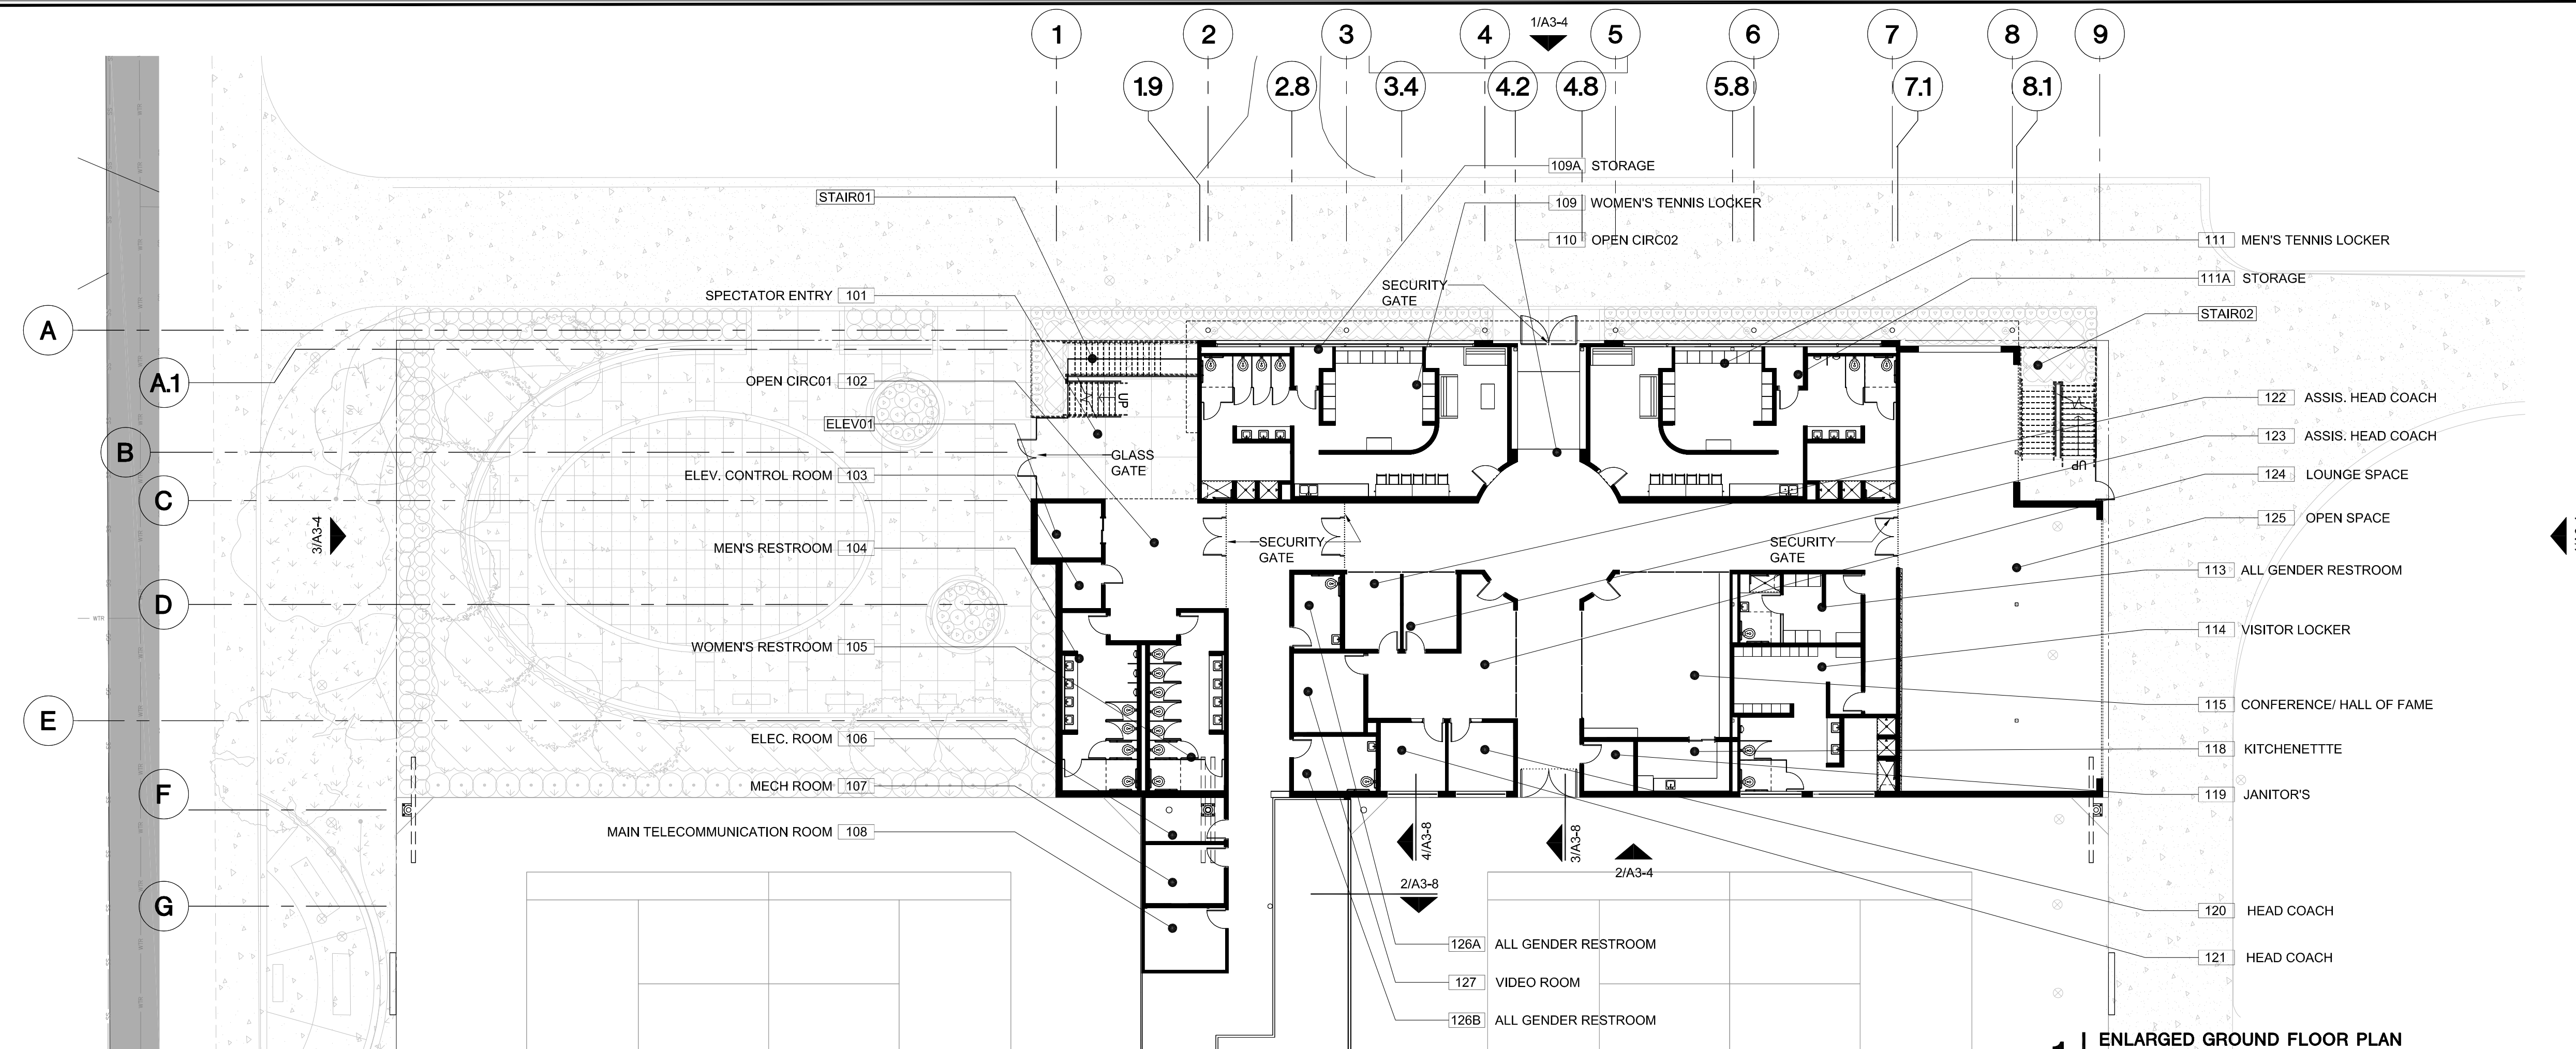 1
2
3
4
1/A3-4
5
6
7
8
9
1.9
2.8
3.4
4.2
4.8
5.8
7.1
8.1
109A STORAGE
STAIR01
109 WOMEN'S TENNIS LOCKER
110 OPEN CIRC02
111 MEN'S TENNIS LOCKER
111A STORAGE
SECURITY
GATE
SPECTATOR ENTRY 101
STAIR02
A
A.1
OPEN CIRC01 102
UP
122 ASSIS. HEAD COACH
ELEV01
123 ASSIS. HEAD COACH
B
GLASS
GATE
UP
ELEV. CONTROL ROOM 103
124 LOUNGE SPACE
C
125 OPEN SPACE
3/A3-4
SECURITY
GATE
SECURITY
GATE
MEN'S RESTROOM 104
113 ALL GENDER RESTROOM
D
WTR
114 VISITOR LOCKER
WOMEN'S RESTROOM 105
115 CONFERENCE/ HALL OF FAME
E
ELEC. ROOM 106
118 KITCHENETTTE
MECH ROOM 107
119 JANITOR'S
F
MAIN TELECOMMUNICATION ROOM 108
4/A3-8
3/A3-8
2/A3-4
2/A3-8
G
120 HEAD COACH
126A ALL GENDER RESTROOM
121 HEAD COACH
127 VIDEO ROOM
126B ALL GENDER RESTROOM
1 ENLARGED GROUND FLOOR PLAN